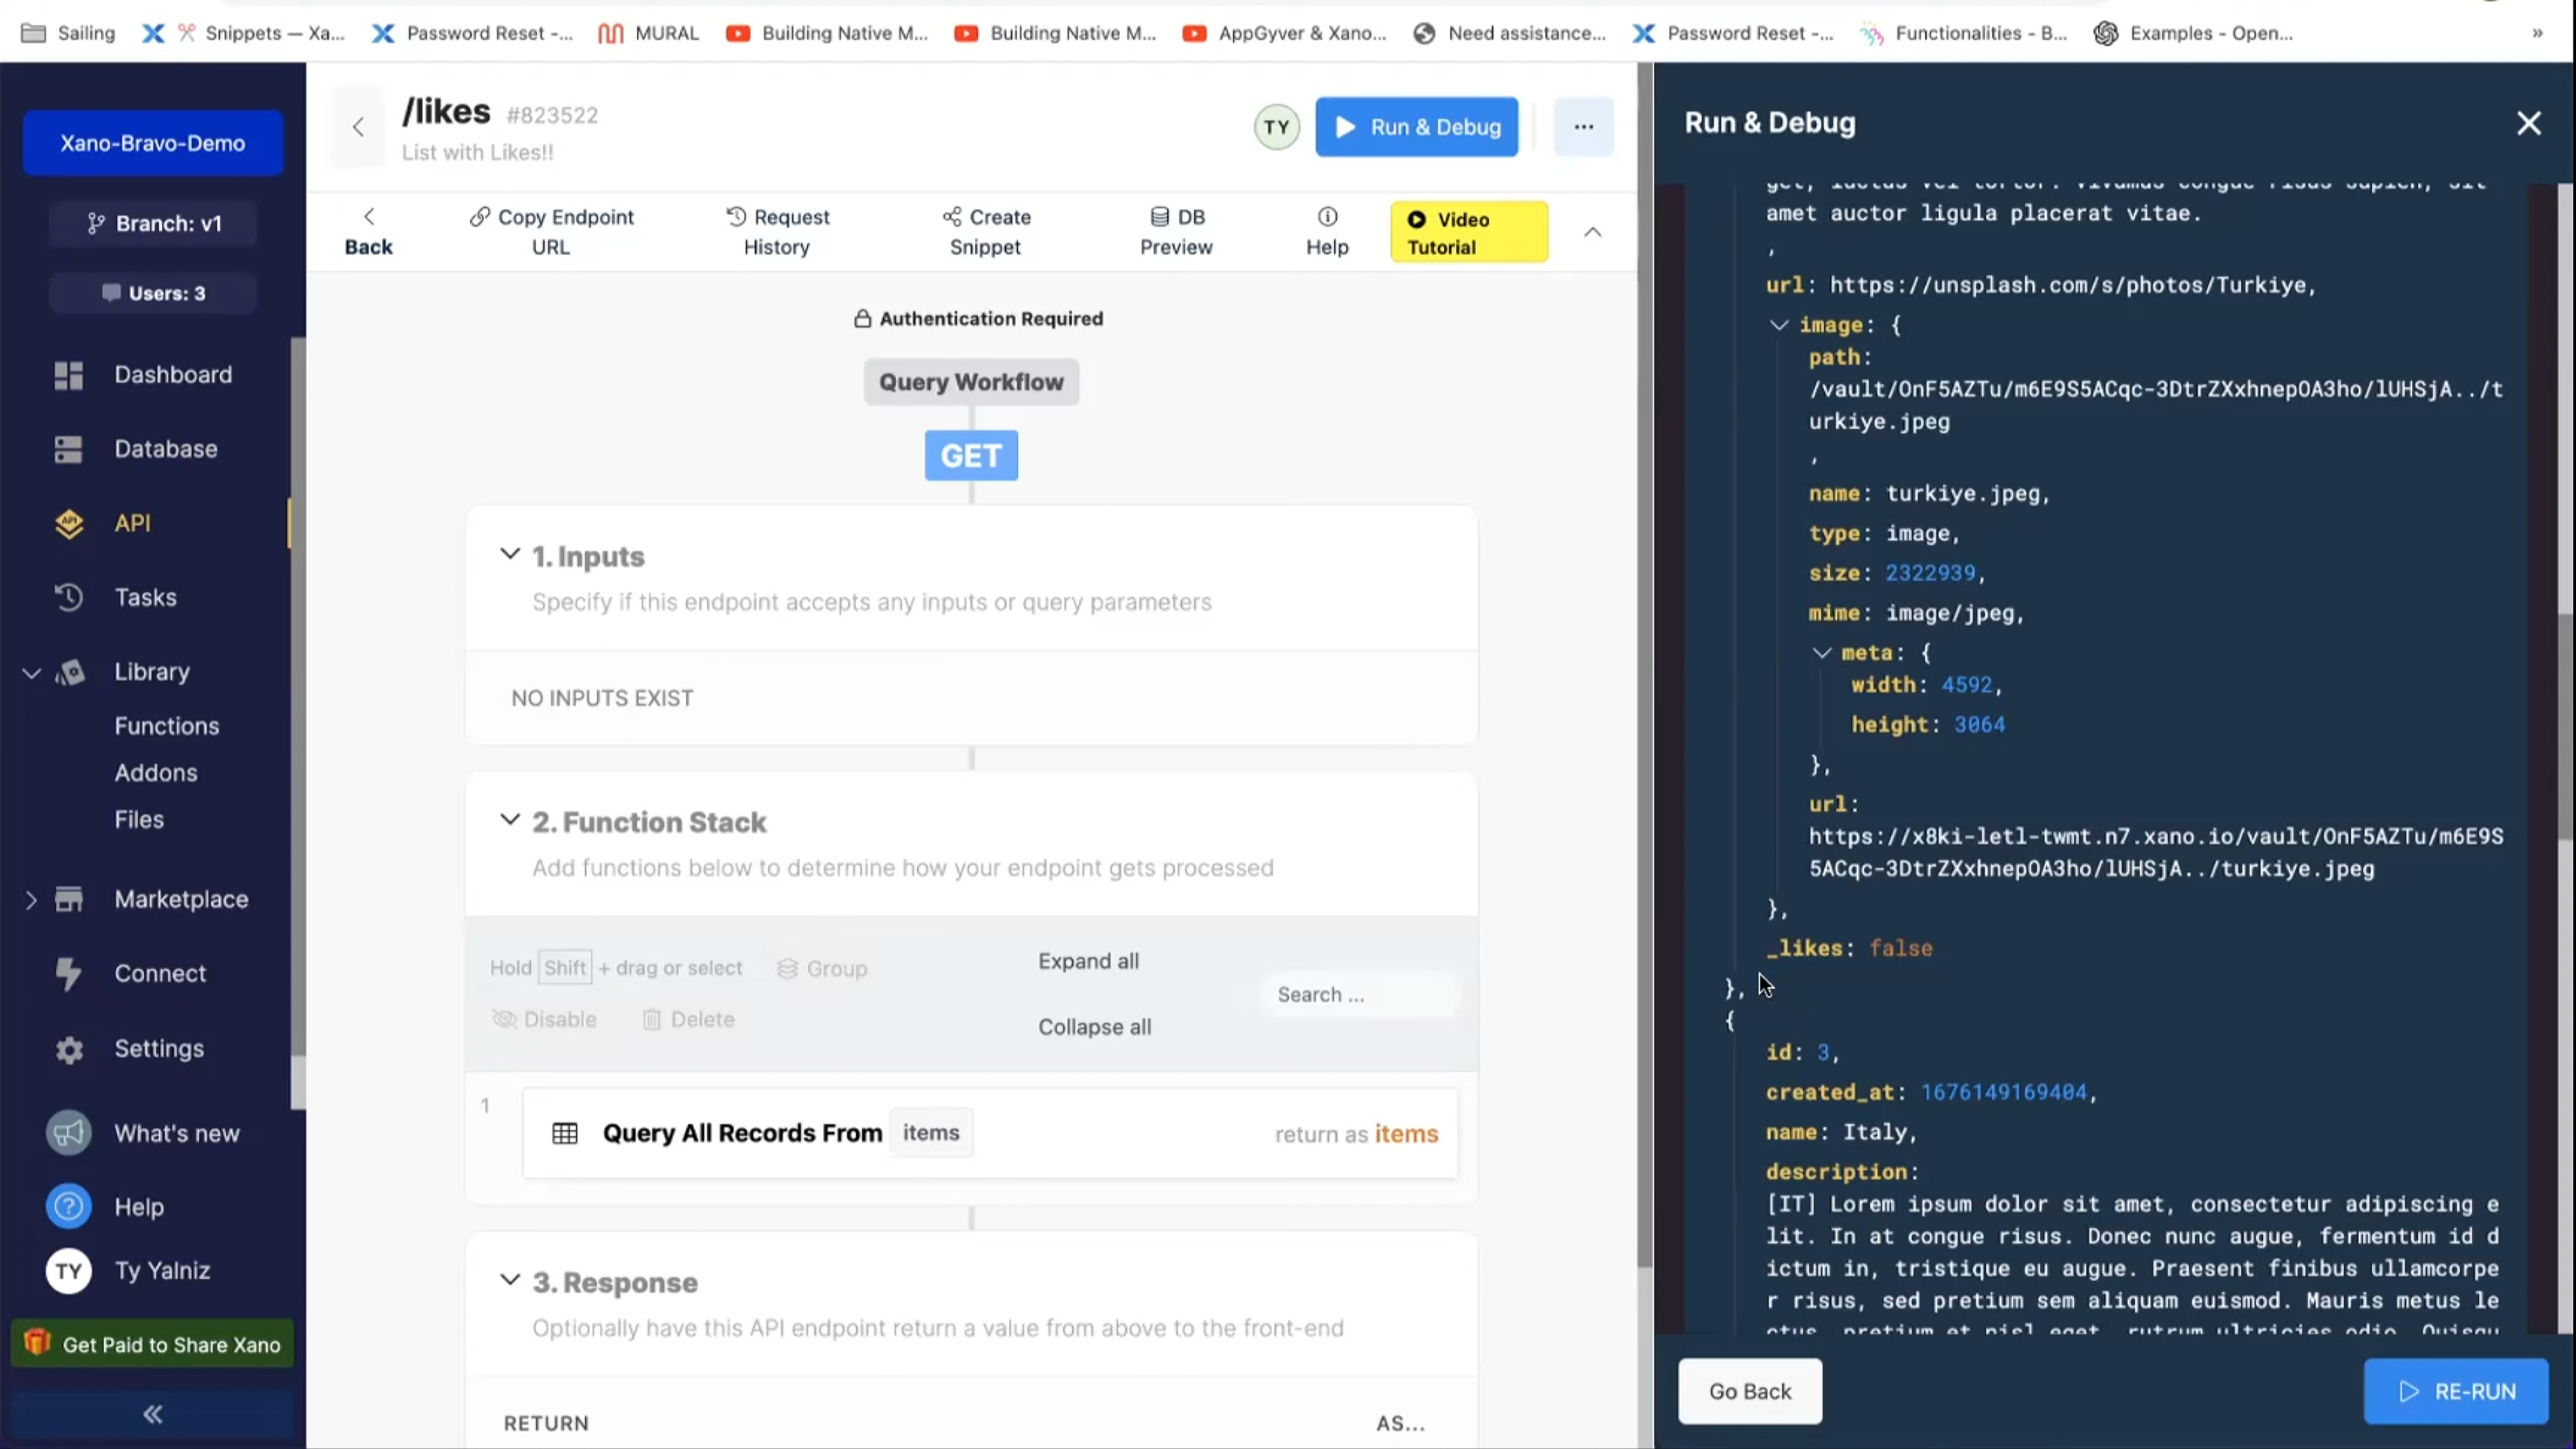 Sailing
Snippets — Xa...
Password Reset -...
MURAL
Building Native M...
Building Native M...
AppGyver & Xano...
Need assistance...
Password Reset -...
Functionalities - B...
Examples - Open...
»
Xano-Bravo-Demo
Branch: v1
Users: 3
Dashboard
Database
API
Tasks
Library
Functions
Addons
Files
Marketplace
Connect
Settings
What's new
Help
TY Ty Yalniz
Get Paid to Share Xano
«
/likes #823522
List with Likes!!
TY
Run & Debug
...
Back
Copy Endpoint
URL
Request
History
Create
Snippet
DB
Preview
Help
Video
Tutorial
Authentication Required
Query Workflow
GET
1. Inputs
Specify if this endpoint accepts any inputs or query parameters
NO INPUTS EXIST
2. Function Stack
Add functions below to determine how your endpoint gets processed
Hold Shift + drag or select
Group
Disable
Delete
Expand all
Collapse all
Search ...
1
Query All Records From items
return as items
3. Response
Optionally have this API endpoint return a value from above to the front-end
RETURN
AS...
Run & Debug
amet auctor ligula placerat vitae.
,
url: https://unsplash.com/s/photos/Turkiye,
image: {
path:
/vault/OnF5AZTu/m6E9S5ACqc-3DtrZXxhnepOA3ho/lUHSjA../t
urkiye.jpeg
,
name: turkiye.jpeg,
type: image,
size: 2322939,
mime: image/jpeg,
meta: {
width: 4592,
height: 3064
},
url:
https://x8ki-letl-twmt.n7.xano.io/vault/OnF5AZTu/m6E9S
5ACqc-3DtrZXxhnepOA3ho/lUHSjA../turkiye.jpeg
},
_likes: false
},
{
id: 3,
created_at: 1676149169404,
name: Italy,
description:
[IT] Lorem ipsum dolor sit amet, consectetur adipiscing e
lit. In at congue risus. Donec nunc augue, fermentum id d
ictum in, tristique eu augue. Praesent finibus ullamcorpe
r risus, sed pretium sem aliquam euismod. Mauris metus le
Go Back
RE-RUN